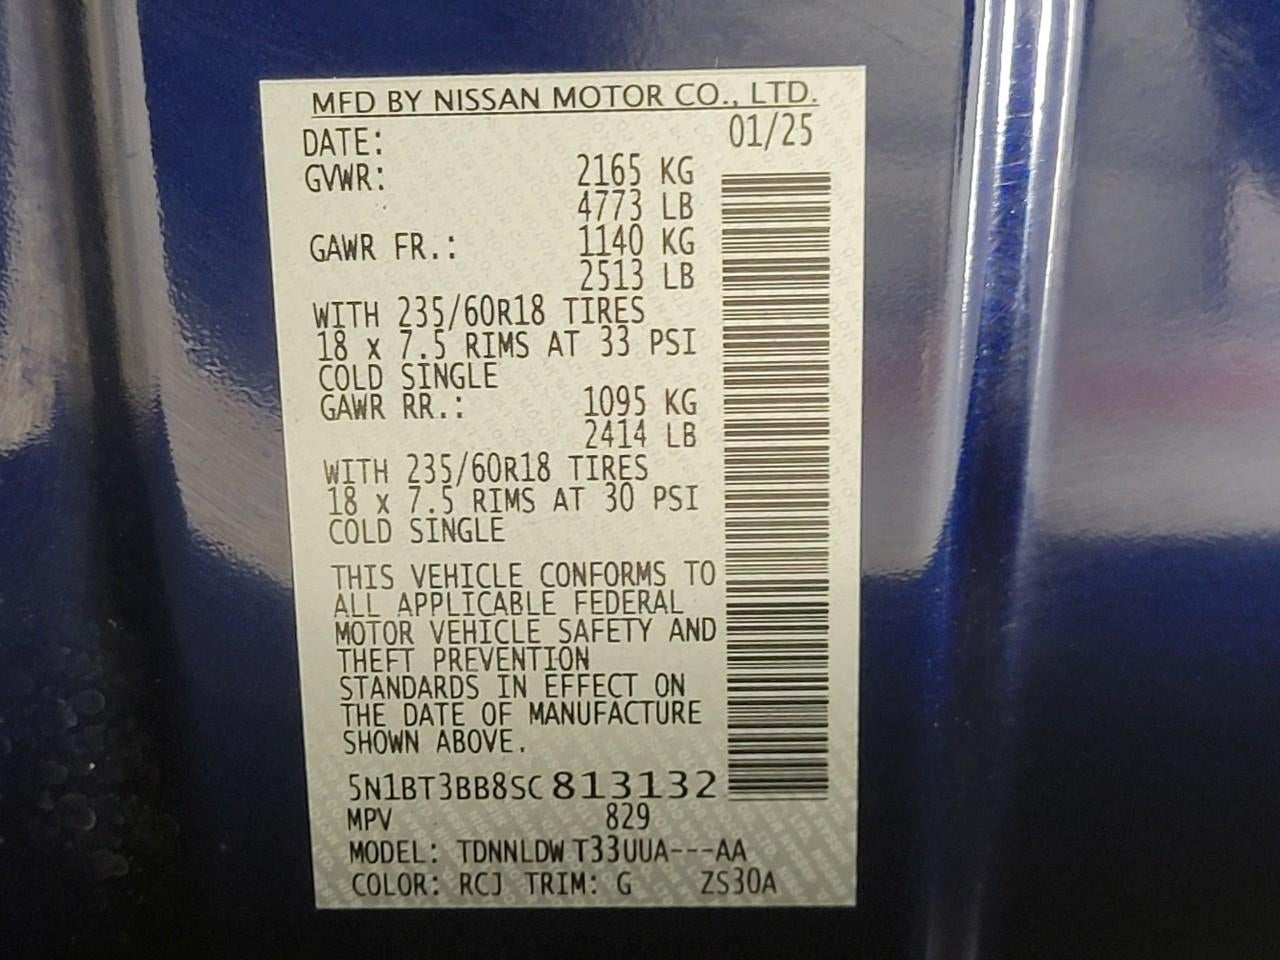 MFD BY NISSAN MOTOR CO., LTD.
DATE: 01/25
GVWR: 2165 KG
4773 LB
GAWR FR.: 1140 KG
2513 LB
WITH 235/60R18 TIRES
18 x 7.5 RIMS AT 33 PSI
COLD SINGLE
GAWR RR.: 1095 KG
2414 LB
WITH 235/60R18 TIRES
18 x 7.5 RIMS AT 30 PSI
COLD SINGLE
THIS VEHICLE CONFORMS TO
ALL APPLICABLE FEDERAL
MOTOR VEHICLE SAFETY AND
THEFT PREVENTION
STANDARDS IN EFFECT ON
THE DATE OF MANUFACTURE
SHOWN ABOVE.
5N1BT3BB8SC813132
MPV 829
MODEL: TDNNLDWT33UUA---AA
COLOR: RCJ TRIM: G ZS30A